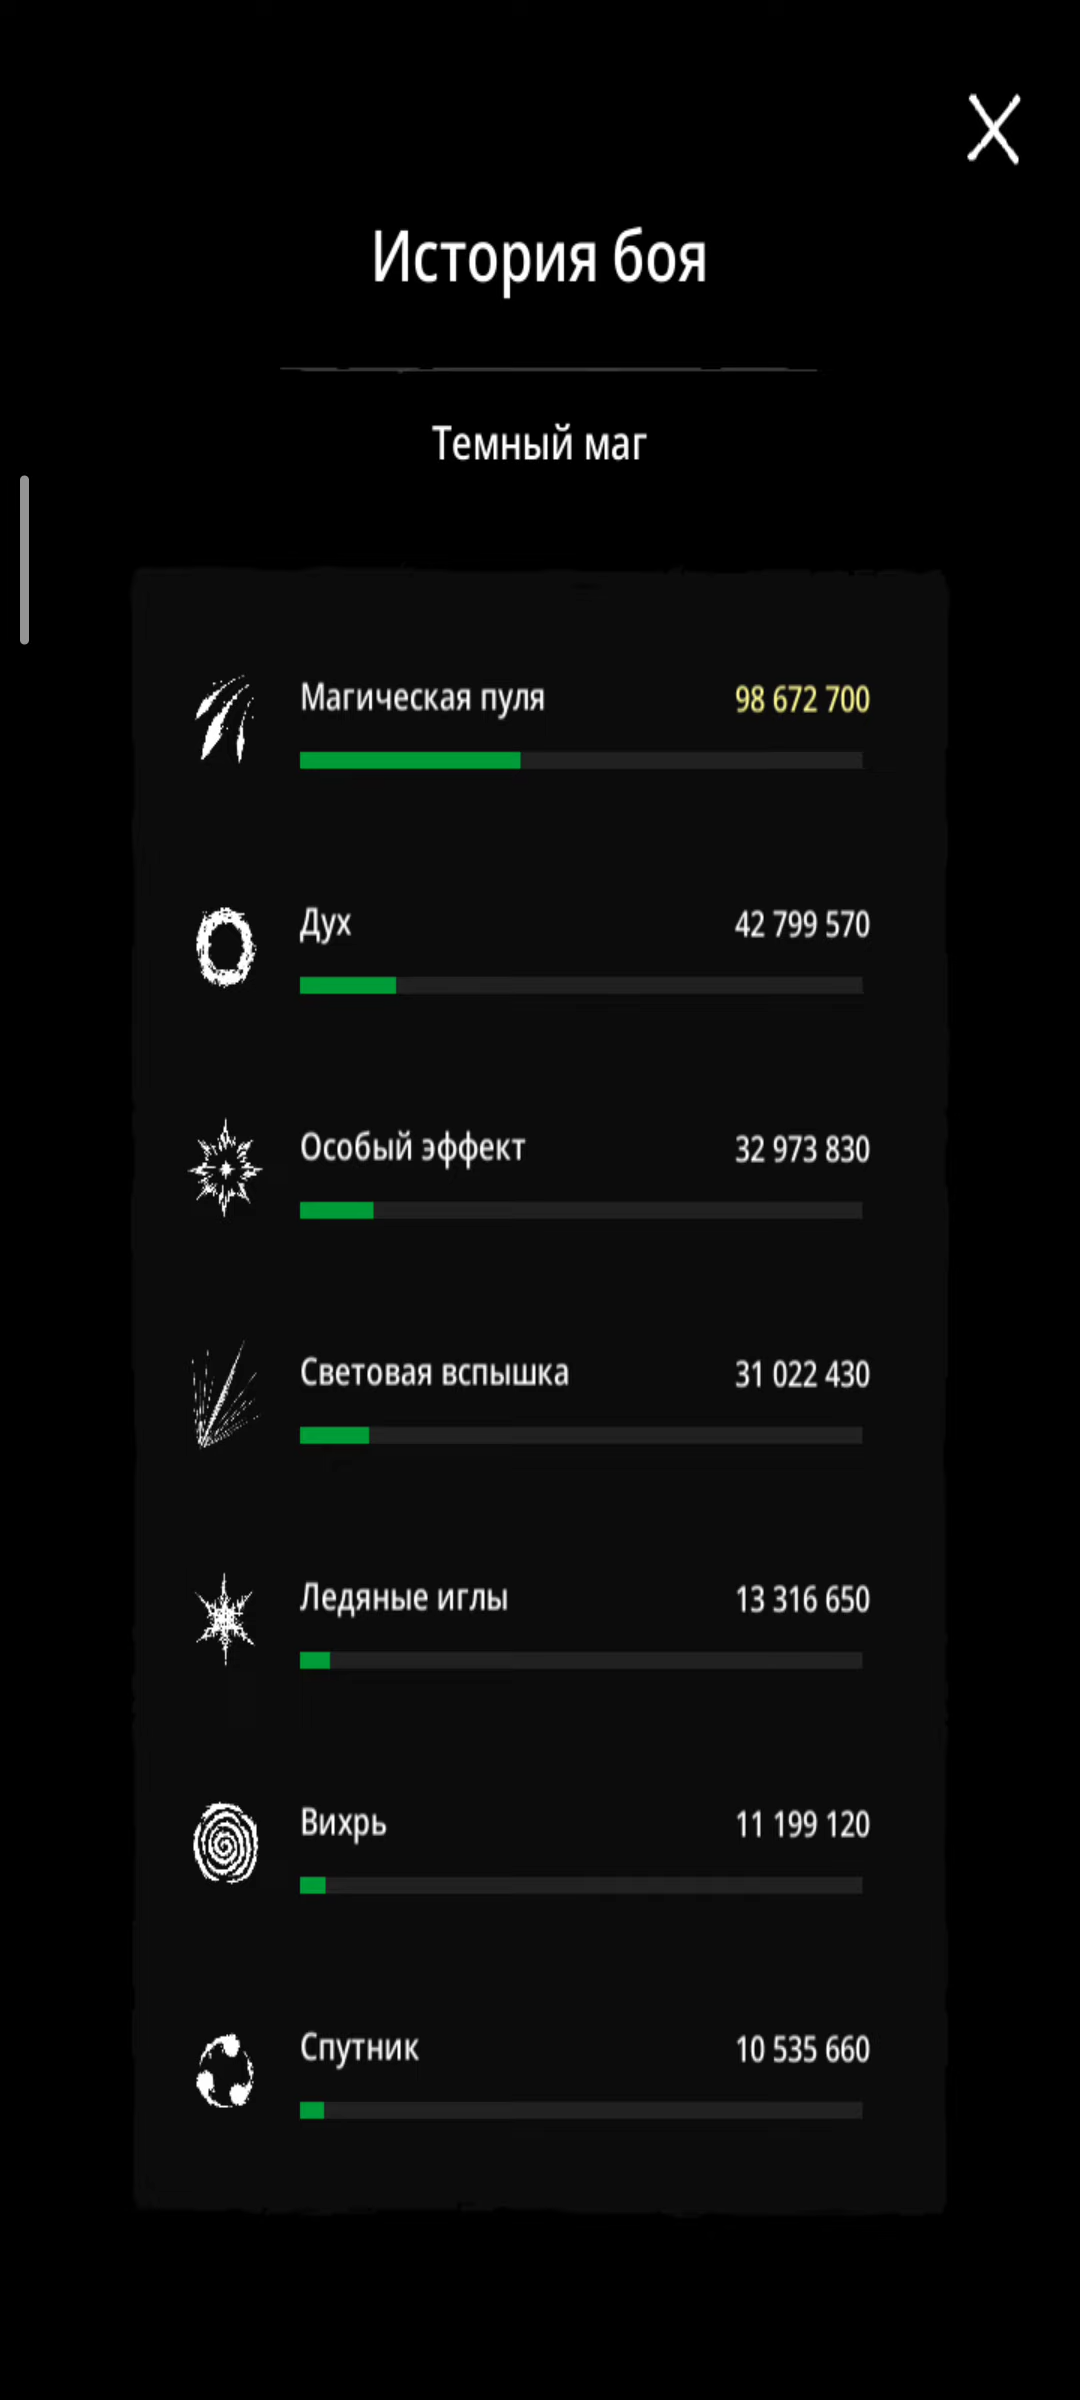 История боя
Темный маг
Магическая пуля 98 672 700
Дух 42 799 570
Особый эффект 32 973 830
Световая вспышка 31 022 430
Ледяные иглы 13 316 650
Вихрь 11 199 120
Спутник 10 535 660